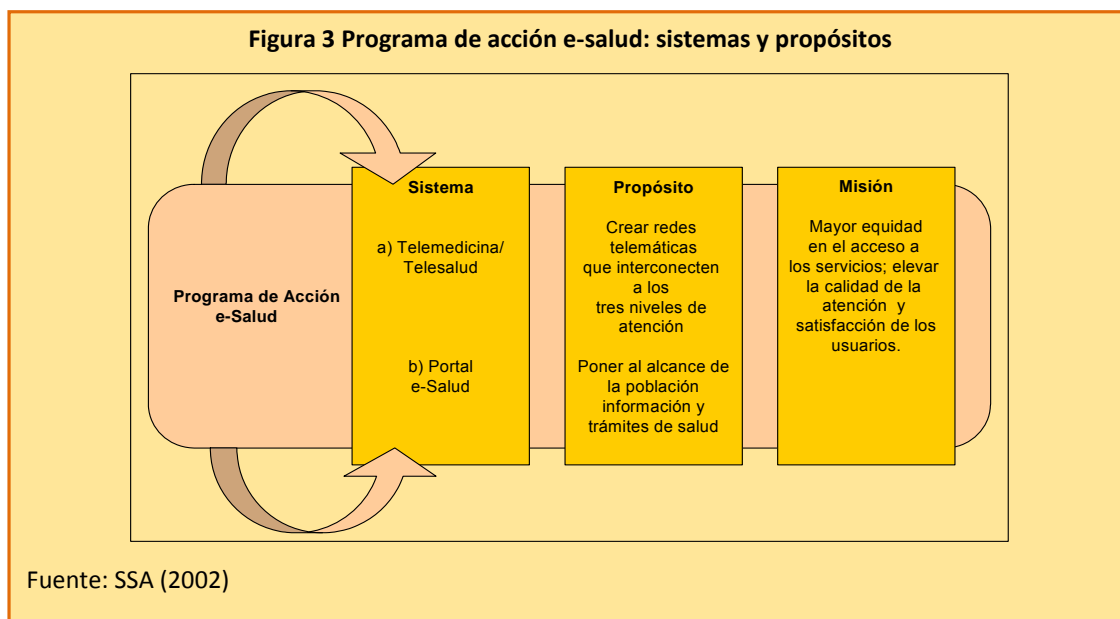 Figura 3 Programa de acción e-salud: sistemas y propósitos
Programa de Acción
e-Salud
Sistema
a) Telemedicina/
Telesalud
b) Portal
e-Salud
Propósito
Crear redes
telemáticas
que interconecten
a los
tres niveles de
atención
Poner al alcance de
la población
información y
trámites de salud
Misión
Mayor equidad
en el acceso a
los servicios; elevar
la calidad de la
atención y
satisfacción de los
usuarios.
Fuente: SSA (2002)